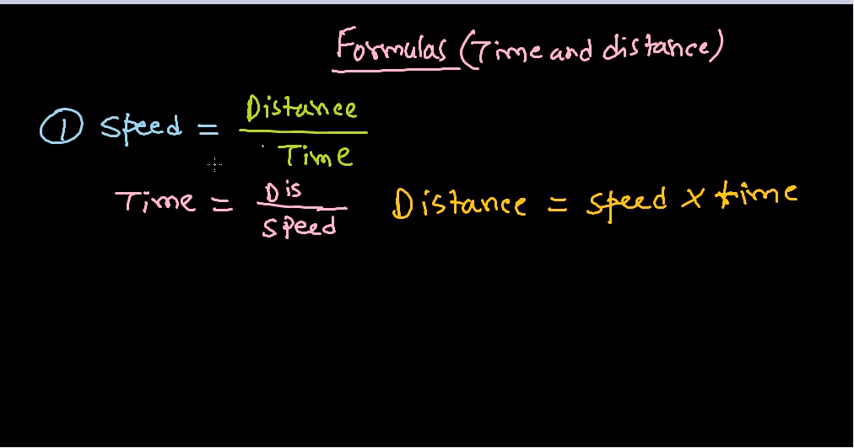 Formulas (Time and distance)
① Speed = Distance / Time
Time = Dis / Speed Distance = speed × time